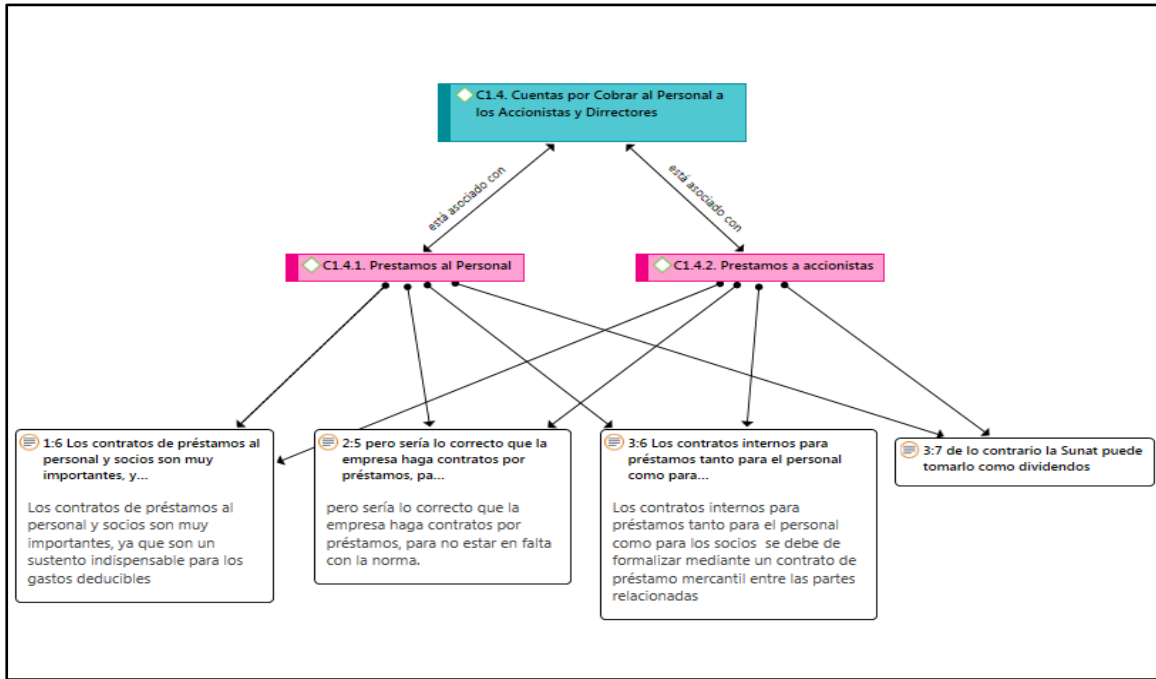 C1.4. Cuentas por Cobrar al Personal a
los Accionistas y Dirrectores
está asociado con
está asociado con
C1.4.1. Prestamos al Personal
C1.4.2. Prestamos a accionistas
1:6 Los contratos de préstamos al
personal y socios son muy
importantes, y...
Los contratos de préstamos al
personal y socios son muy
importantes, ya que son un
sustento indispensable para los
gastos deducibles
2:5 pero sería lo correcto que la
empresa haga contratos por
préstamos, pa...
pero sería lo correcto que la
empresa haga contratos por
préstamos, para no estar en falta
con la norma.
3:6 Los contratos internos para
préstamos tanto para el personal
como para...
Los contratos internos para
préstamos tanto para el personal
como para los socios se debe de
formalizar mediante un contrato de
préstamo mercantil entre las partes
relacionadas
3:7 de lo contrario la Sunat puede
tomarlo como dividendos